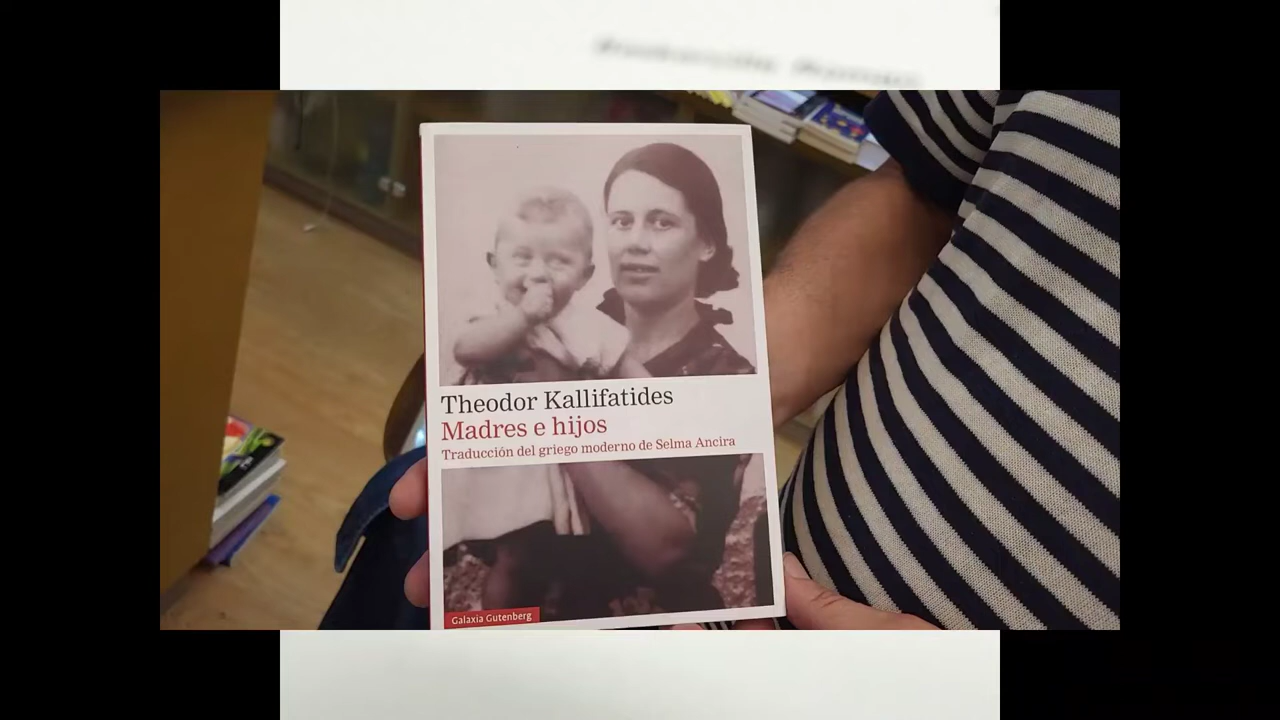 Theodor Kallifatides
Madres e hijos
Traducción del griego moderno de Selma Ancira
Galaxia Gutenberg